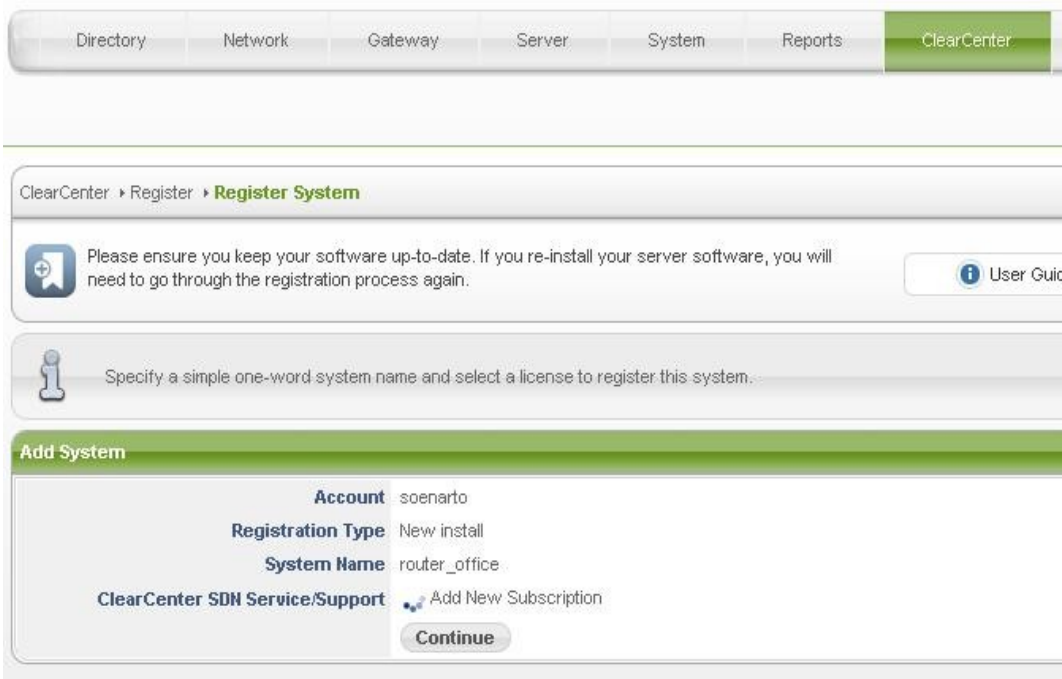 Directory Network Gateway Server System Reports ClearCenter
ClearCenter ▸ Register ▸ Register System
Please ensure you keep your software up-to-date. If you re-install your server software, you will
need to go through the registration process again.
User Guid
Specify a simple one-word system name and select a license to register this system.
Add System
Account soenarto
Registration Type New install
System Name router_office
ClearCenter SDN Service/Support Add New Subscription
Continue